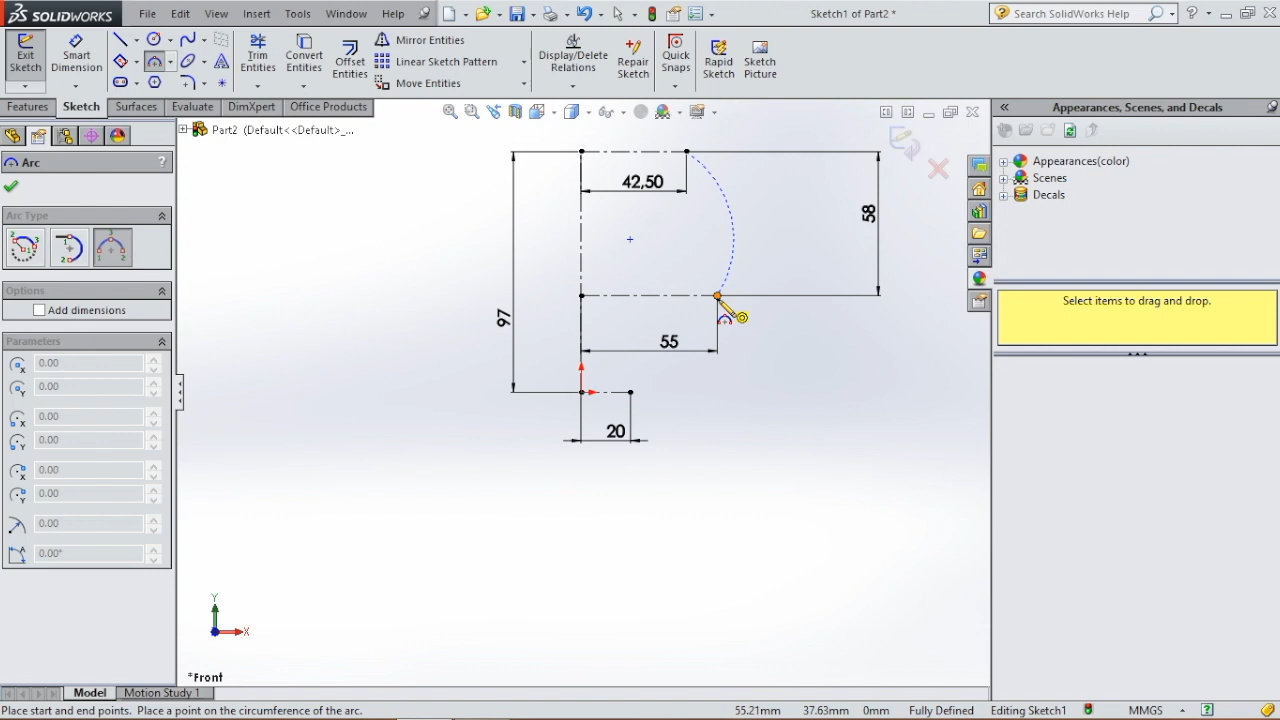 SOLIDWORKS File Edit View Insert Tools Window Help Sketch1 of Part2 * Search SolidWorks Help
Exit Sketch Smart Dimension Trim Entities Convert Entities Offset Entities Mirror Entities Linear Sketch Pattern Move Entities Display/Delete Relations Repair Sketch Quick Snaps Rapid Sketch Sketch Picture
Features Sketch Surfaces Evaluate DimXpert Office Products
Appearances, Scenes, and Decals
Part2 (Default<<Default>_...
Arc ?
Arc Type
Options
Add dimensions
Parameters
0.00
0.00
0.00
0.00
0.00
0.00
0.00
0.00°
42,50
58
97
55
20
Y
X
*Front
Appearances(color)
Scenes
Decals
Select items to drag and drop.
Model Motion Study 1
Place start and end points. Place a point on the circumference of the arc. 55.21mm 37.63mm 0mm Fully Defined Editing Sketch1 MMGS